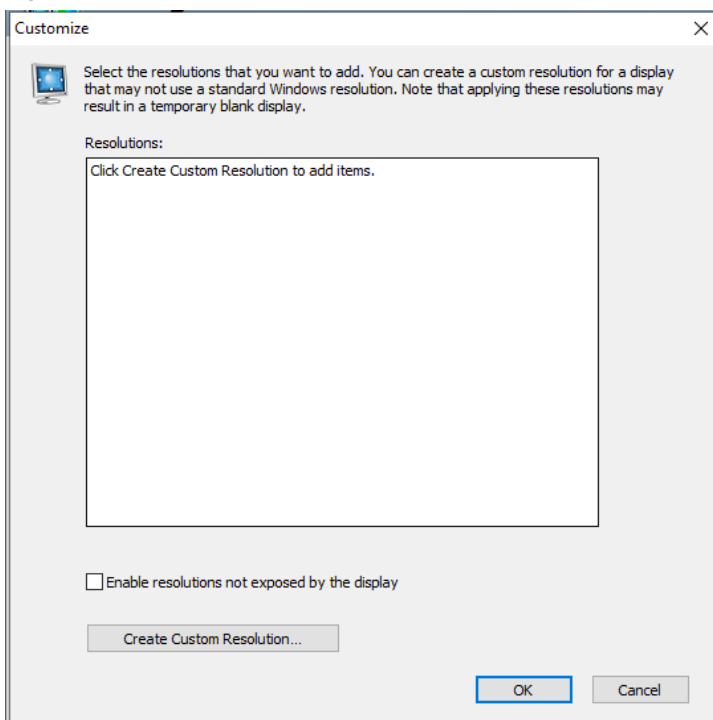 Customize
Select the resolutions that you want to add. You can create a custom resolution for a display
that may not use a standard Windows resolution. Note that applying these resolutions may
result in a temporary blank display.
Resolutions:
Click Create Custom Resolution to add items.
Enable resolutions not exposed by the display
Create Custom Resolution...
OK
Cancel